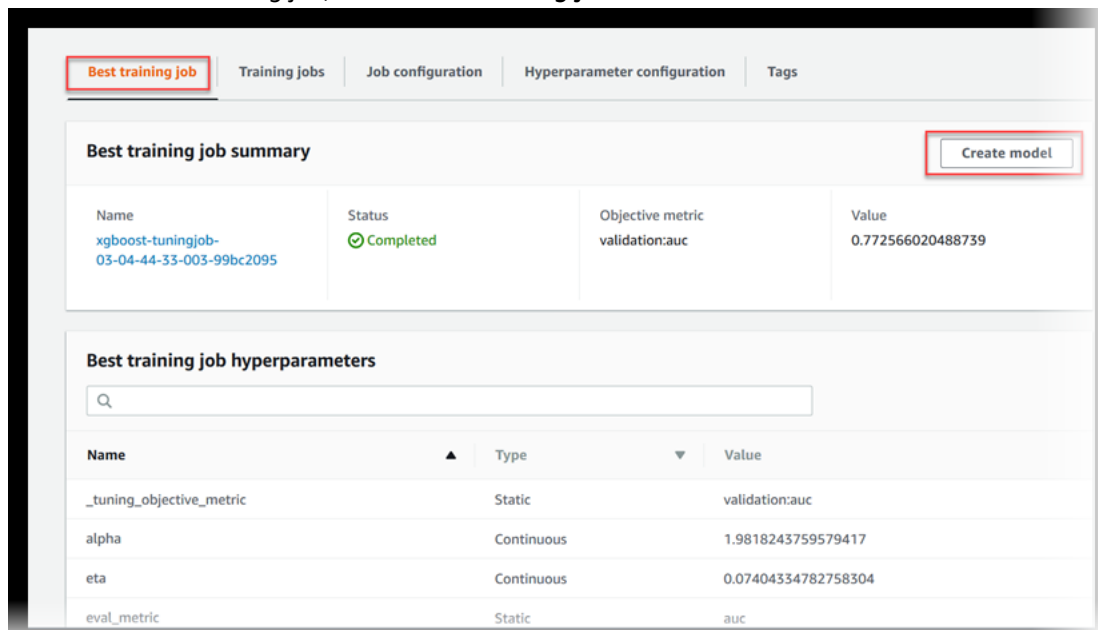 Best training job Training jobs Job configuration Hyperparameter configuration Tags
Best training job summary Create model
Name Status Objective metric Value
xgboost-tuningjob- Completed validation:auc 0.772566020488739
03-04-44-33-003-99bc2095
Best training job hyperparameters
Name Type Value
_tuning_objective_metric Static validation:auc
alpha Continuous 1.9818243759579417
eta Continuous 0.07404334782758304
eval_metric Static auc